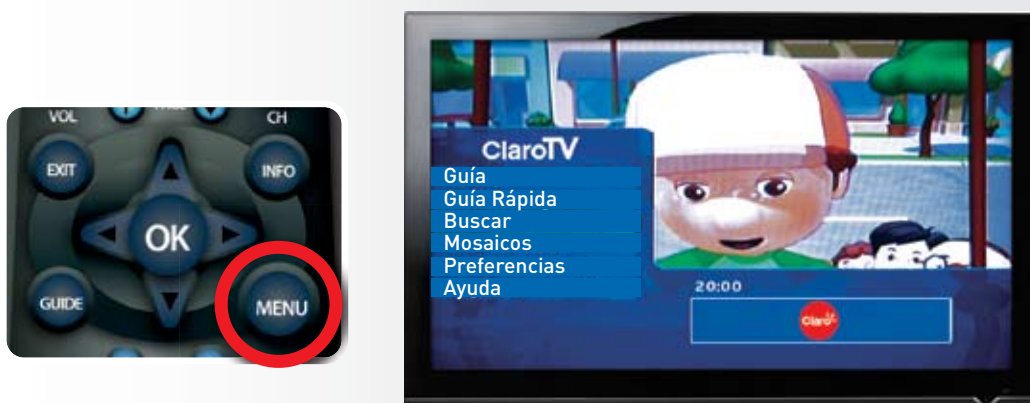 VOL
CH
EXIT
INFO
OK
GUIDE
MENU
ClaroTV
Guía
Guía Rápida
Buscar
Mosaicos
Preferencias
Ayuda
20:00
Claro